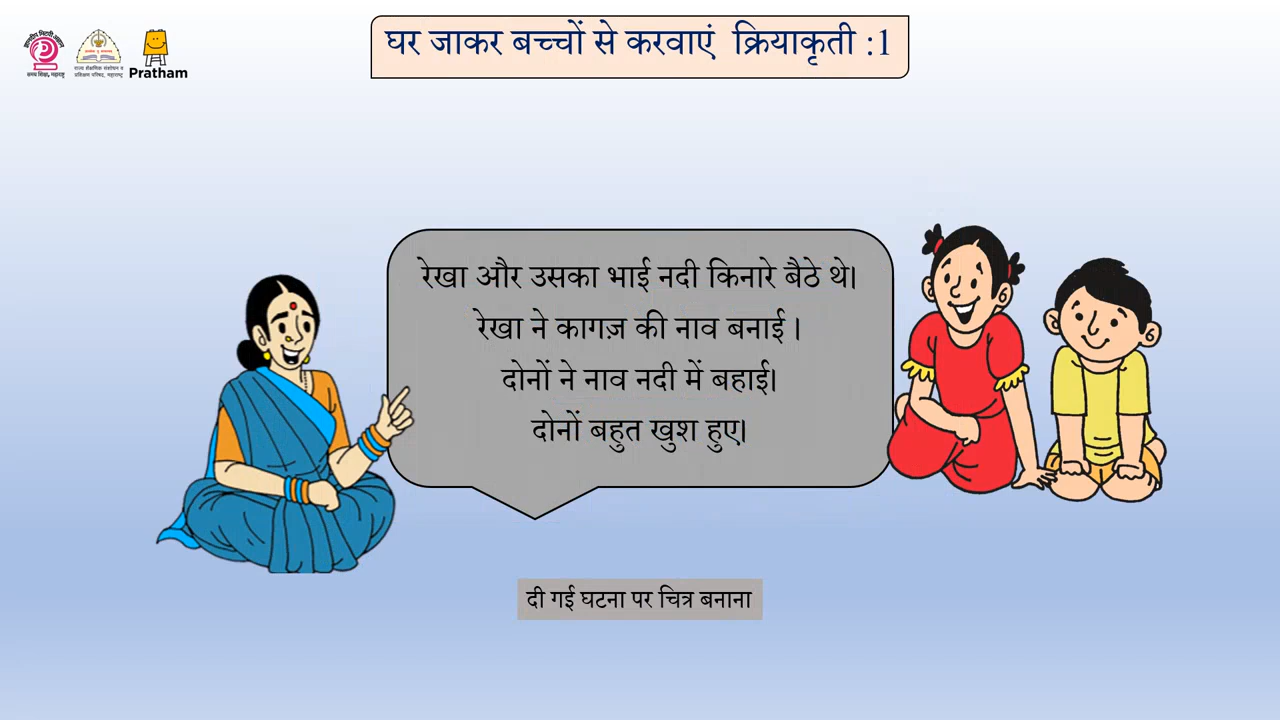 घर जाकर बच्चों से करवाएं क्रियाकृती :1
Pratham
रेखा और उसका भाई नदी किनारे बैठे थे।
रेखा ने कागज़ की नाव बनाई ।
दोनों ने नाव नदी में बहाई।
दोनों बहुत खुश हुए।
दी गई घटना पर चित्र बनाना